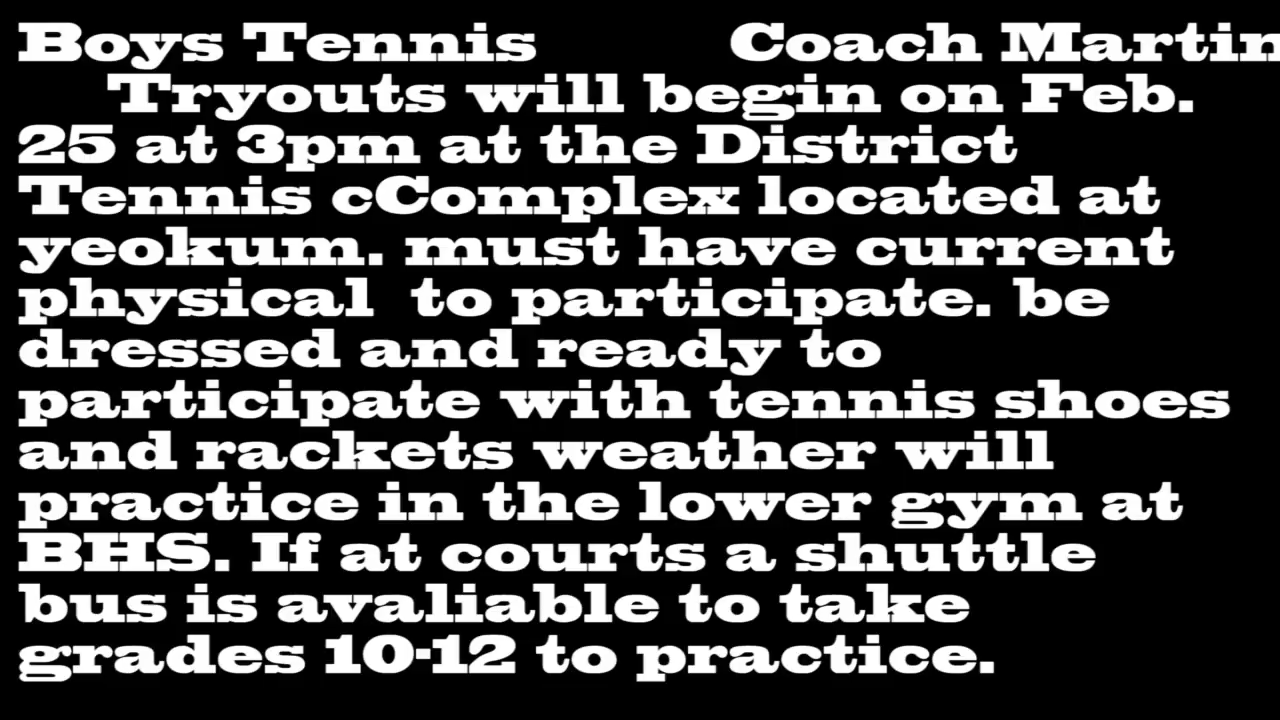 Boys Tennis Coach Martin
Tryouts will begin on Feb.
25 at 3pm at the District
Tennis cComplex located at
yeokum. must have current
physical to participate. be
dressed and ready to
participate with tennis shoes
and rackets weather will
practice in the lower gym at
BHS. If at courts a shuttle
bus is avaliable to take
grades 10-12 to practice.